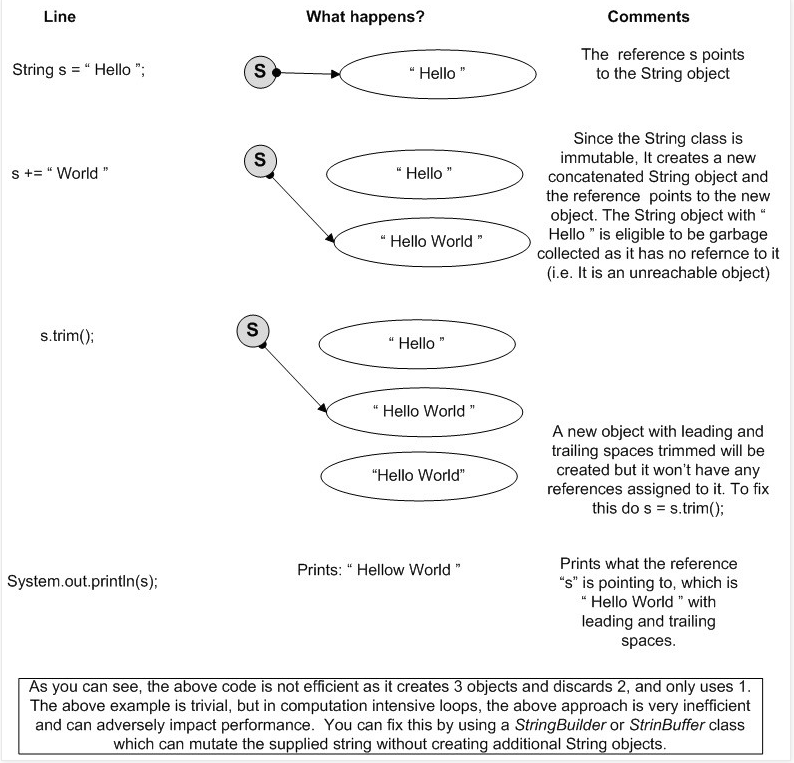 Line What happens? Comments
String s = “ Hello ”;
S
“ Hello ”
The reference s points
to the String object
s += “ World ”
S
“ Hello ”
“ Hello World ”
Since the String class is
immutable, It creates a new
concatenated String object and
the reference points to the new
object. The String object with “
Hello ” is eligible to be garbage
collected as it has no refernce to it
(i.e. It is an unreachable object)
s.trim();
S
“ Hello ”
“ Hello World ”
“Hello World”
A new object with leading and
trailing spaces trimmed will be
created but it won’t have any
references assigned to it. To fix
this do s = s.trim();
System.out.println(s);
Prints: “ Hellow World ”
Prints what the reference
“s” is pointing to, which is
“ Hello World ” with
leading and trailing
spaces.
As you can see, the above code is not efficient as it creates 3 objects and discards 2, and only uses 1.
The above example is trivial, but in computation intensive loops, the above approach is very inefficient
and can adversely impact performance. You can fix this by using a StringBuilder or StrinBuffer class
which can mutate the supplied string without creating additional String objects.